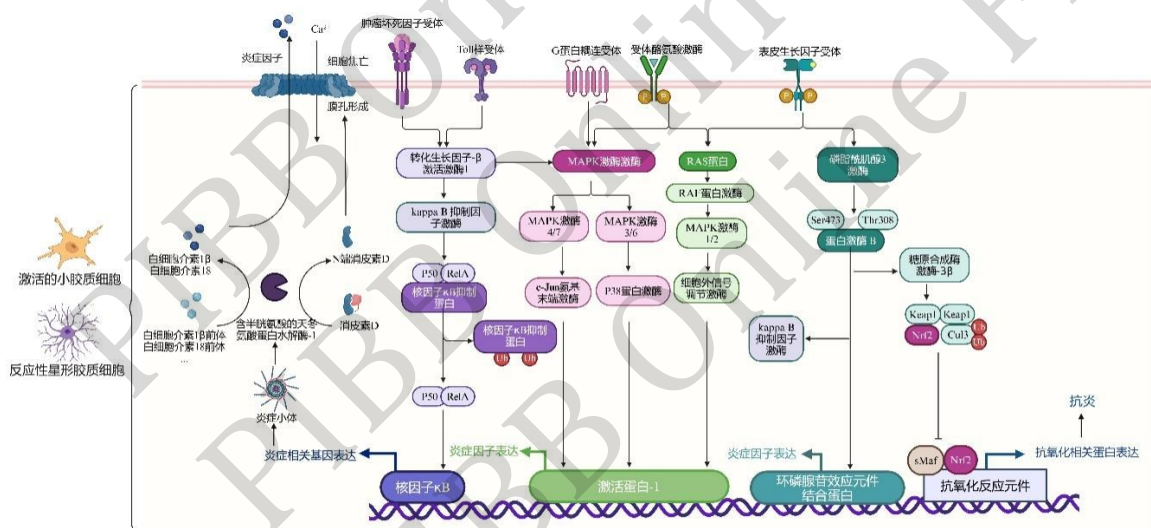 炎症因子
Ca²⁺
肿瘤坏死因子受体
Toll样受体
G蛋白耦连受体
受体酪氨酸激酶
表皮生长因子受体
细胞焦亡
膜孔形成
P
P
P
P
转化生长因子-β
激活激酶1
MAPK激酶激酶
RAS蛋白
磷脂酰肌醇3
激酶
RAF蛋白激酶
kappa B 抑制因
子激酶
MAPK激酶
4/7
MAPK激酶
3/6
MAPK激酶
1/2
Ser473
Thr308
蛋白激酶 B
激活的小胶质细胞
白细胞介素1β
白细胞介素18
N端消皮素D
糖原合成酶
激酶-3β
P50
RelA
核因子κB抑制
蛋白
c-Jun氨基
末端激酶
P38蛋白激酶
细胞外信号
调节激酶
Keap1
Keap1
Nrf2
Cul3
Ub
Ub
白细胞介素1β前体
白细胞介素18前体
...
含半胱氨酸的天冬
氨酸蛋白水解酶-1
消皮素D
核因子κB抑制
蛋白
Ub
Ub
kappa B
抑制因子
激酶
反应性星形胶质细胞
P50
RelA
炎症小体
抗炎
炎症相关基因表达
炎症因子表达
炎症因子表达
sMaf
Nrf2
抗氧化相关蛋白表达
核因子κB
激活蛋白-1
环磷腺苷效应元件
结合蛋白
抗氧化反应元件
PIBB Online
PIBB Online